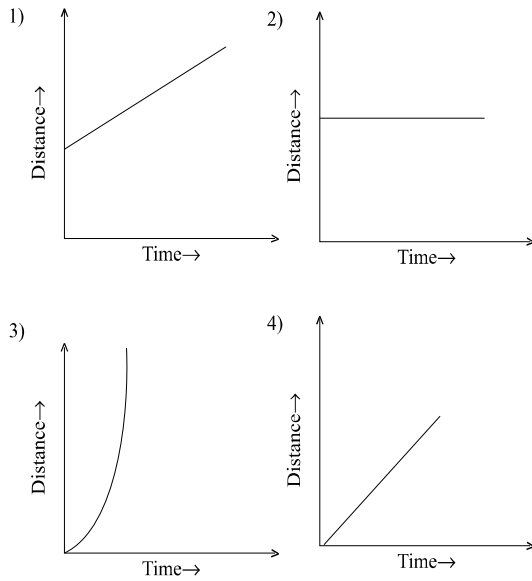 1)
Distance→
Time→
2)
Distance→
Time→
3)
Distance→
Time→
4)
Distance→
Time→